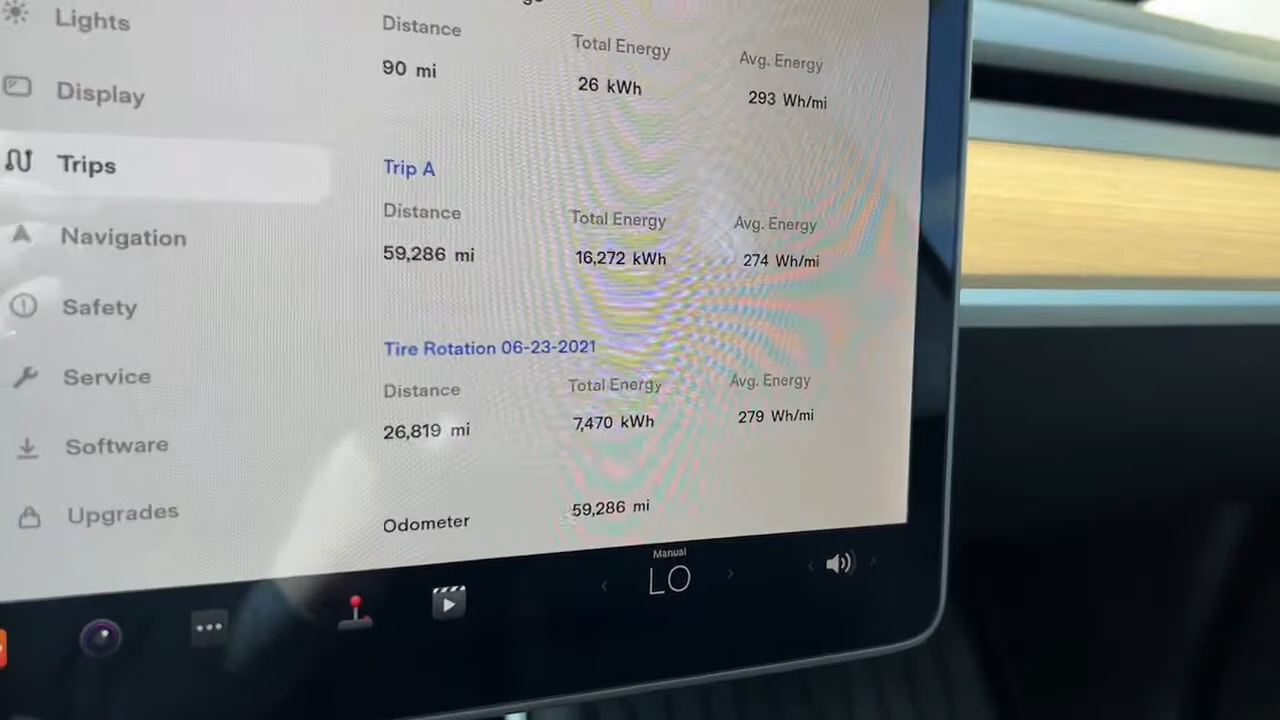 Lights
Display
Trips
Navigation
Safety
Service
Software
Upgrades
Distance Total Energy Avg. Energy
90 mi 26 kWh 293 Wh/mi
Trip A
Distance Total Energy Avg. Energy
59,286 mi 16,272 kWh 274 Wh/mi
Tire Rotation 06-23-2021
Distance Total Energy Avg. Energy
26,819 mi 7,470 kWh 279 Wh/mi
Odometer 59,286 mi
Manual
LO